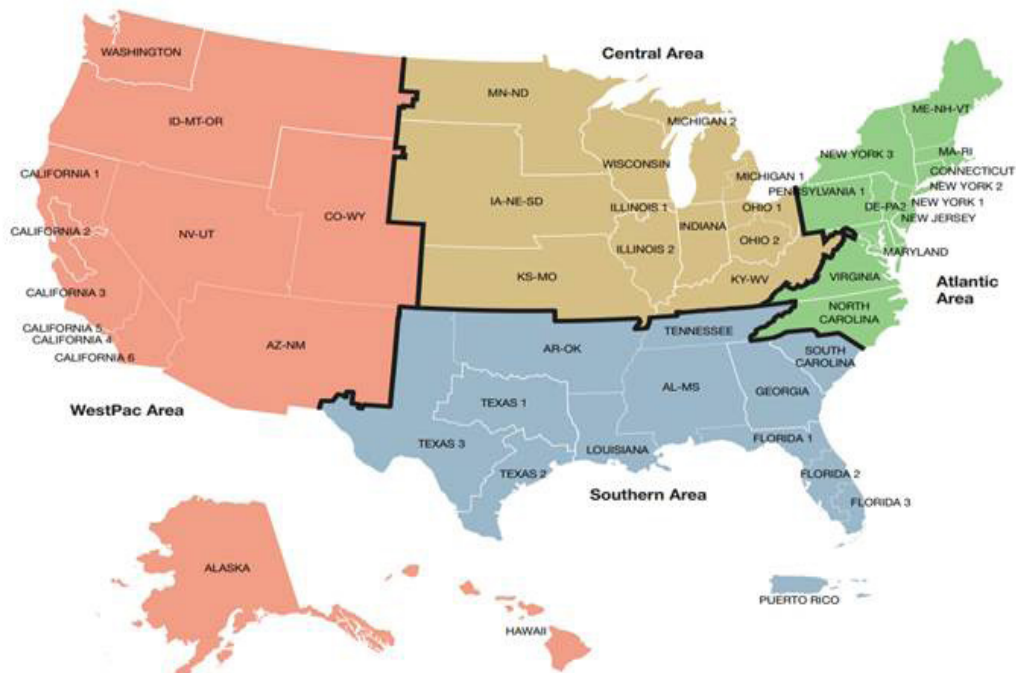 WASHINGTON
ID-MT-OR
CALIFORNIA 1
CALIFORNIA 2
NV-UT
CO-WY
CALIFORNIA 3
CALIFORNIA 5
CALIFORNIA 4
CALIFORNIA 6
AZ-NM
WestPac Area
ALASKA
HAWAII
Central Area
MN-ND
MICHIGAN 2
WISCONSIN
MICHIGAN 1
IA-NE-SD
ILLINOIS 1
OHIO 1
INDIANA
ILLINOIS 2
OHIO 2
KS-MO
KY-WV
ME-NH-VT
NEW YORK 3
MA-RI
CONNECTICUT
NEW YORK 2
PENNSYLVANIA 1
DE-PA2
NEW YORK 1
NEW JERSEY
MARYLAND
VIRGINIA
Atlantic
Area
NORTH
CAROLINA
TENNESSEE
AR-OK
SOUTH
CAROLINA
AL-MS
GEORGIA
TEXAS 1
TEXAS 3
LOUISIANA
FLORIDA 1
TEXAS 2
FLORIDA 2
FLORIDA 3
Southern Area
PUERTO RICO